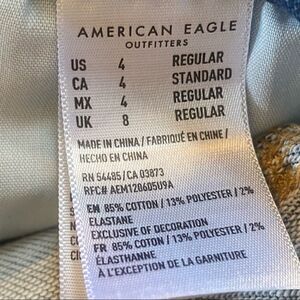 AMERICAN EAGLE
OUTFITTERS
US 4 REGULAR
CA 4 STANDARD
MX 4 REGULAR
UK 8 REGULAR
MADE IN CHINA / FABRIQUÉ EN CHINE /
HECHO EN CHINA
RN 54485 / CA 03873
RFC# AEM120605U9A
EN 85% COTTON / 13% POLYESTER / 2%
ELASTANE
EXCLUSIVE OF DECORATION
FR 85% COTON / 13% POLYESTER / 2%
ÉLASTHANNE
À L'EXCEPTION DE LA GARNITURE